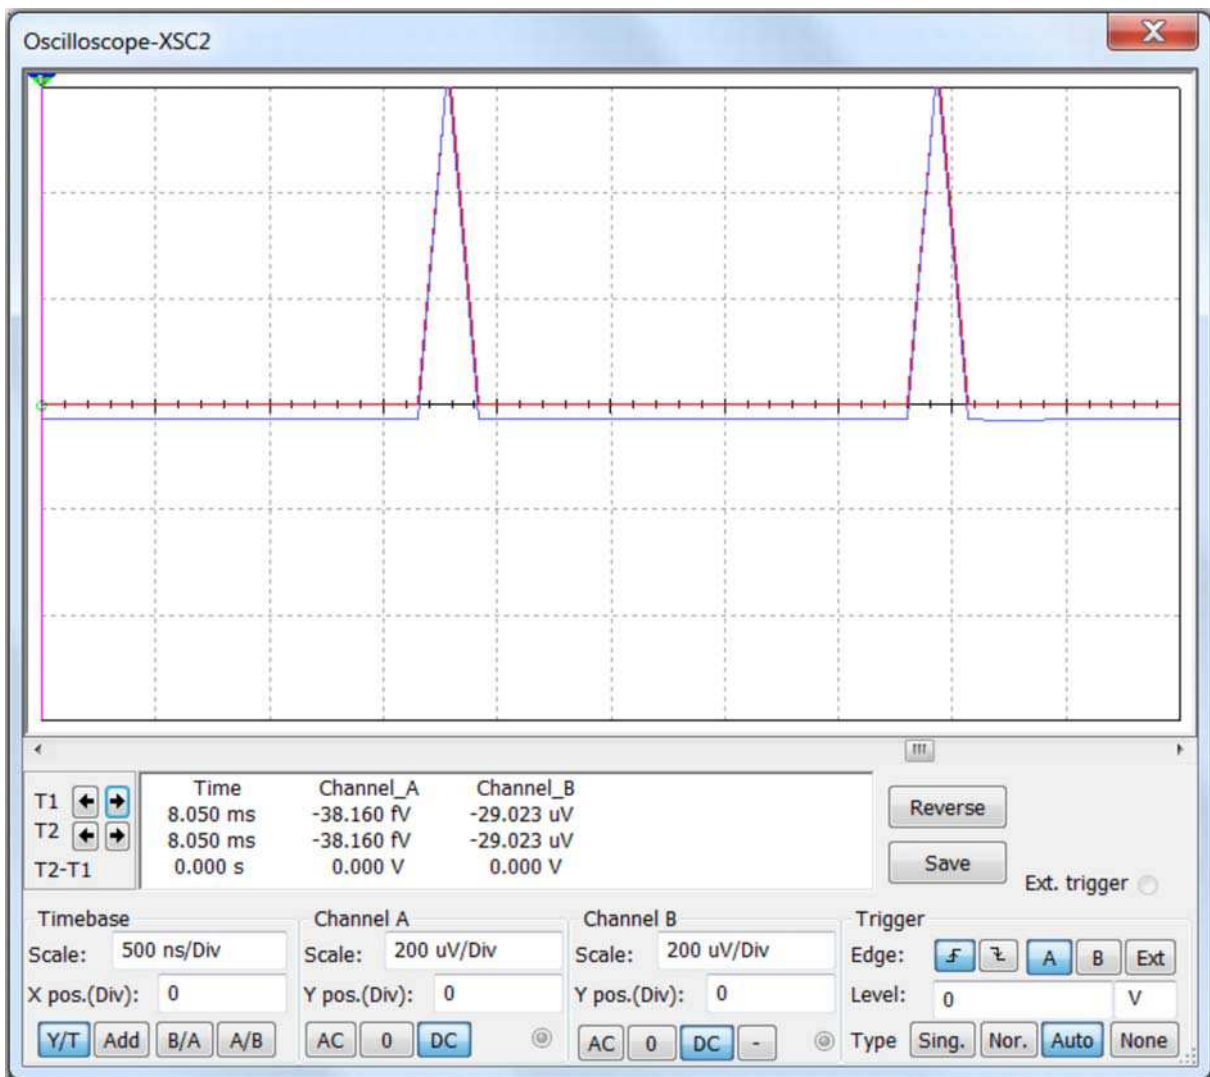 Oscilloscope-XSC2
Time Channel_A Channel_B
T1 8.050 ms -38.160 fV -29.023 uV
T2 8.050 ms -38.160 fV -29.023 uV
T2-T1 0.000 s 0.000 V 0.000 V
Reverse
Save
Ext. trigger
Timebase
Scale: 500 ns/Div
X pos.(Div): 0
Y/T Add B/A A/B
Channel A
Scale: 200 uV/Div
Y pos.(Div): 0
AC 0 DC
Channel B
Scale: 200 uV/Div
Y pos.(Div): 0
AC 0 DC -
Trigger
Edge: A B Ext
Level: 0 V
Type Sing. Nor. Auto None